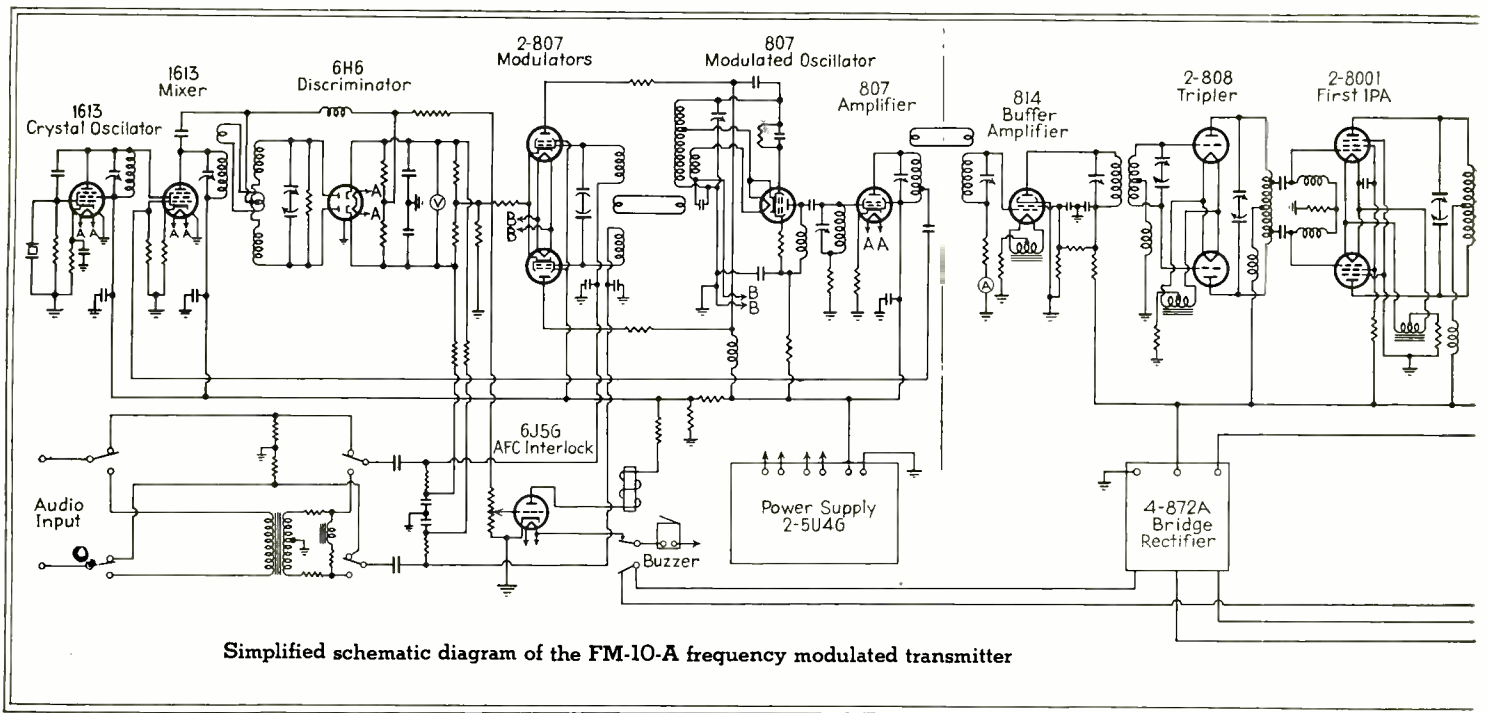 1613
Crystal Oscilator
1613
Mixer
6H6
Discriminator
2-807
Modulators
807
Modulated Oscillator
807
Amplifier
814
Buffer
Amplifier
2-808
Tripler
2-8001
First IPA
A A
A A
A
A
V
B
B
B
B
A A
A
6J5G
AFC Interlock
Audio
Input
Buzzer
Power Supply
2-5U4G
4-872A
Bridge
Rectifier
Simplified schematic diagram of the FM-10-A frequency modulated transmitter